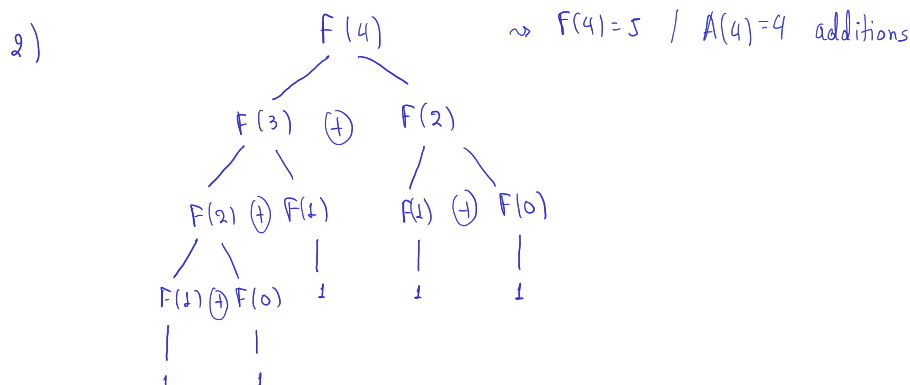 2) F(4) ~> F(4)=5 / A(4)=4 additions
F(3) + F(2)
F(2) + F(1) F(1) + F(0)
F(1) + F(0) 1 1 1
1 1